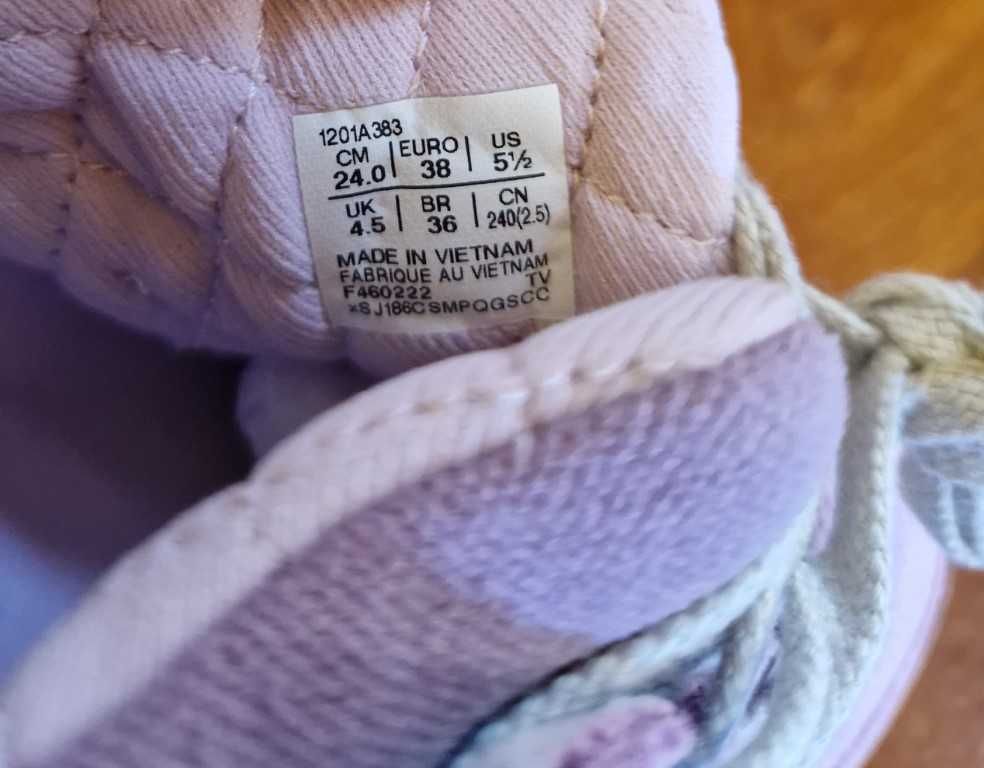 1201A383
CM | EURO | US
24.0 38 5½
UK | BR | CN
4.5 36 240(2.5)
MADE IN VIETNAM
FABRIQUE AU VIETNAM
F460222 TV
*SJ186CSMPQGSCC